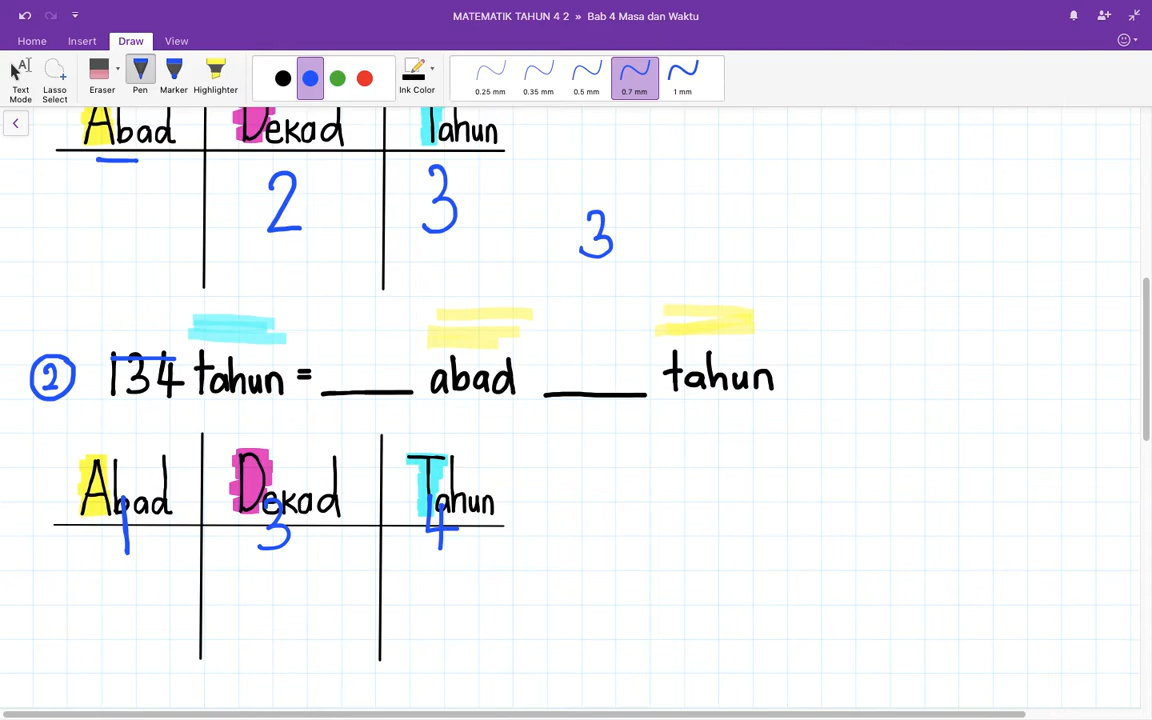 MATEMATIK TAHUN 4 2 » Bab 4 Masa dan Waktu
Home Insert Draw View
Text Mode Lasso Select Eraser Pen Marker Highlighter Ink Color 0.25 mm 0.35 mm 0.5 mm 0.7 mm 1 mm
Abad Dekad Tahun
2 3
3
2 134 tahun = ____ abad ____ tahun
Abad Dekad Tahun
1 3 4